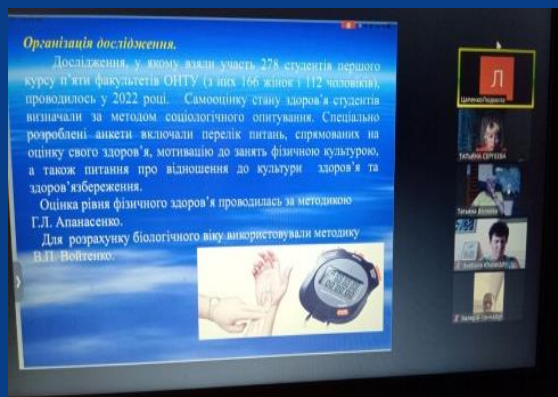 Організація дослідження.
Дослідження, у якому взяли участь 278 студентів першого
курсу п'яти факультетів ОНТУ (з них 166 жінок і 112 чоловіків),
проводилось у 2022 році. Самооцінку стану здоров'я студентів
визначали за методом соціологічного опитування. Спеціально
розроблені анкети включали перелік питань, спрямованих на
оцінку свого здоров'я, мотивацію до занять фізичною культурою,
а також питання про відношення до культури здоров'я та
здоров'язбереження.
Оцінка рівня фізичного здоров'я проводилась за методикою
Г.Л. Апанасенко.
Для розрахунку біологічного віку використовували методику
В.П. Войтенко.
Л
ТАТЬЯНА СЕРГЕЕВА